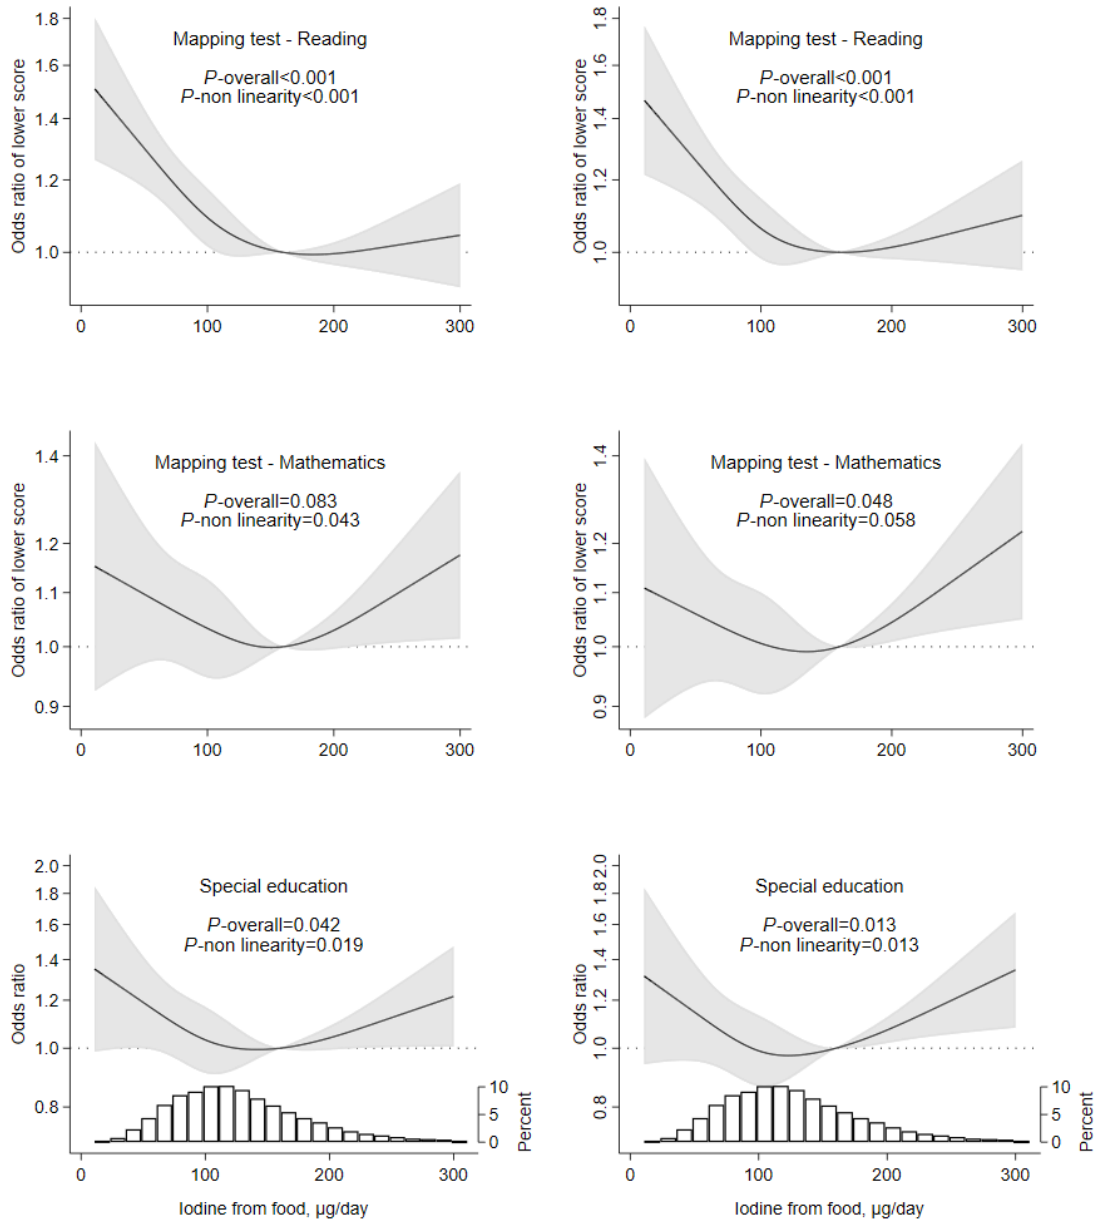 Mapping test - Reading
P-overall<0.001
P-non linearity<0.001
Odds ratio of lower score
1.8
1.6
1.4
1.2
1.0
0 100 200 300
Mapping test - Reading
P-overall<0.001
P-non linearity<0.001
Odds ratio of lower score
1.8
1.6
1.4
1.2
1.0
0 100 200 300
Mapping test - Mathematics
P-overall=0.083
P-non linearity=0.043
Odds ratio of lower score
1.4
1.2
1.1
1.0
0.9
0 100 200 300
Mapping test - Mathematics
P-overall=0.048
P-non linearity=0.058
Odds ratio of lower score
1.4
1.2
1.1
1.0
0.9
0 100 200 300
Special education
P-overall=0.042
P-non linearity=0.019
Odds ratio
2.0
1.8
1.6
1.4
1.2
1.0
0.8
10
5
0
Percent
0 100 200 300
Iodine from food, µg/day
Special education
P-overall=0.013
P-non linearity=0.013
Odds ratio
2.0
1.8
1.6
1.4
1.2
1.0
0.8
10
5
0
Percent
0 100 200 300
Iodine from food, µg/day